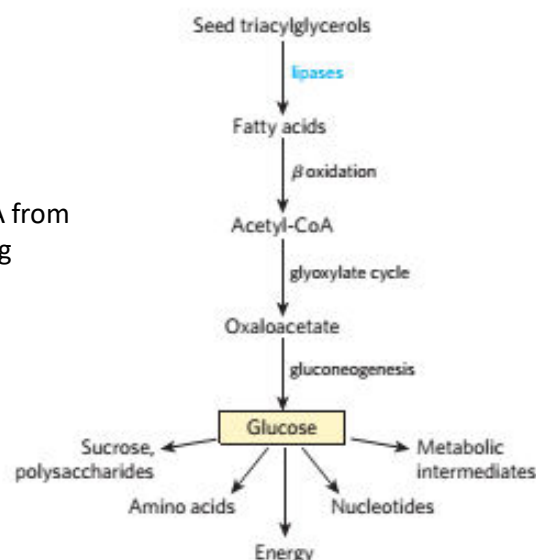 Seed triacylglycerols
lipases
Fatty acids
β oxidation
A from
g
Acetyl-CoA
glyoxylate cycle
Oxaloacetate
gluconeogenesis
Glucose
Sucrose,
polysaccharides
Metabolic
intermediates
Amino acids
Nucleotides
Energy